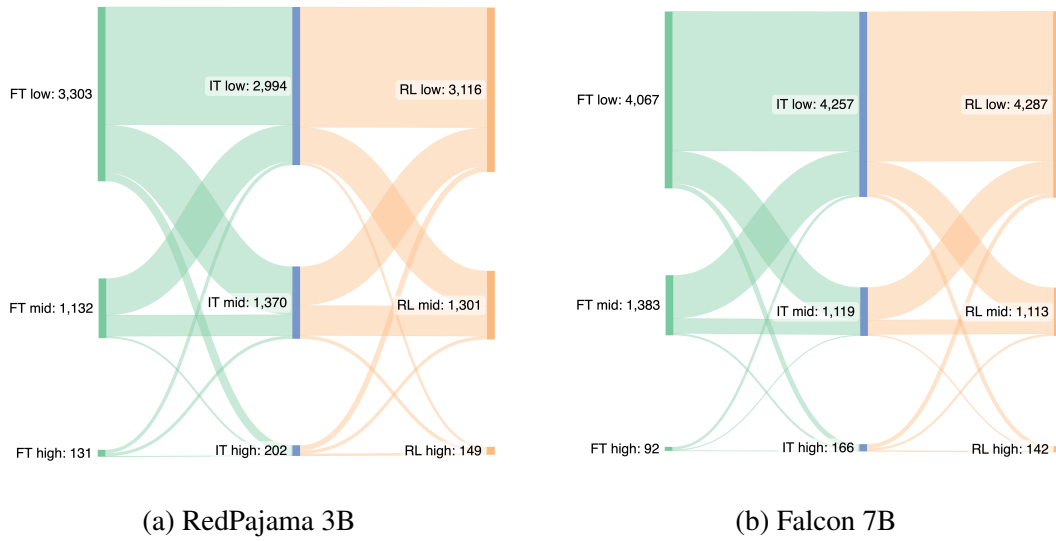 FT low: 3,303
IT low: 2,994
RL low: 3,116
FT mid: 1,132
IT mid: 1,370
RL mid: 1,301
FT high: 131
IT high: 202
RL high: 149
(a) RedPajama 3B
FT low: 4,067
IT low: 4,257
RL low: 4,287
FT mid: 1,383
IT mid: 1,119
RL mid: 1,113
FT high: 92
IT high: 166
RL high: 142
(b) Falcon 7B